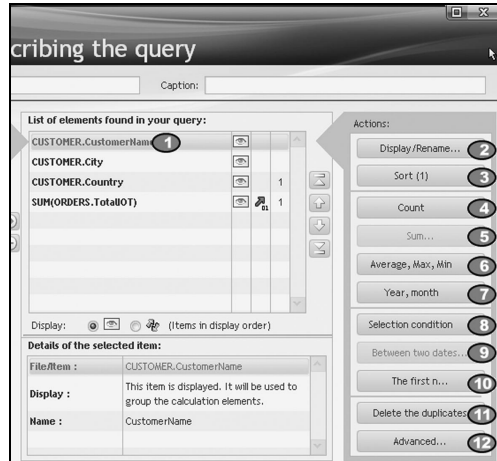 cribing the query
Caption:
List of elements found in your query:
CUSTOMER.CustomerName 1
CUSTOMER.City
CUSTOMER.Country 1
SUM(ORDERS.TotalIOT) 01 1
Display: (Items in display order)
Details of the selected item:
File/Item : CUSTOMER.CustomerName
Display : This item is displayed. It will be used to
group the calculation elements.
Name : CustomerName
Actions:
Display/Rename... 2
Sort (1) 3
Count 4
Sum... 5
Average, Max, Min 6
Year, month 7
Selection condition 8
Between two dates... 9
The first n... 10
Delete the duplicates 11
Advanced... 12